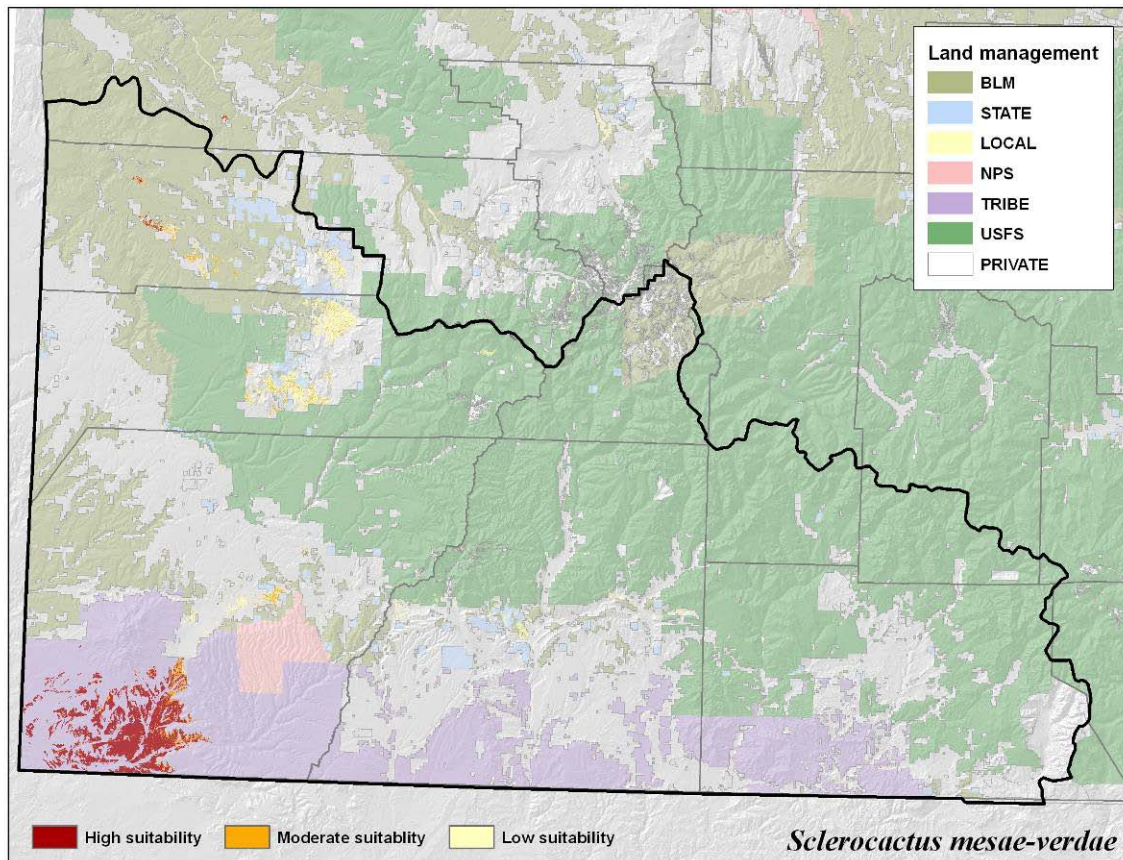 Land management
BLM
STATE
LOCAL
NPS
TRIBE
USFS
PRIVATE
High suitability
Moderate suitablity
Low suitability
Sclerocactus mesae-verdae